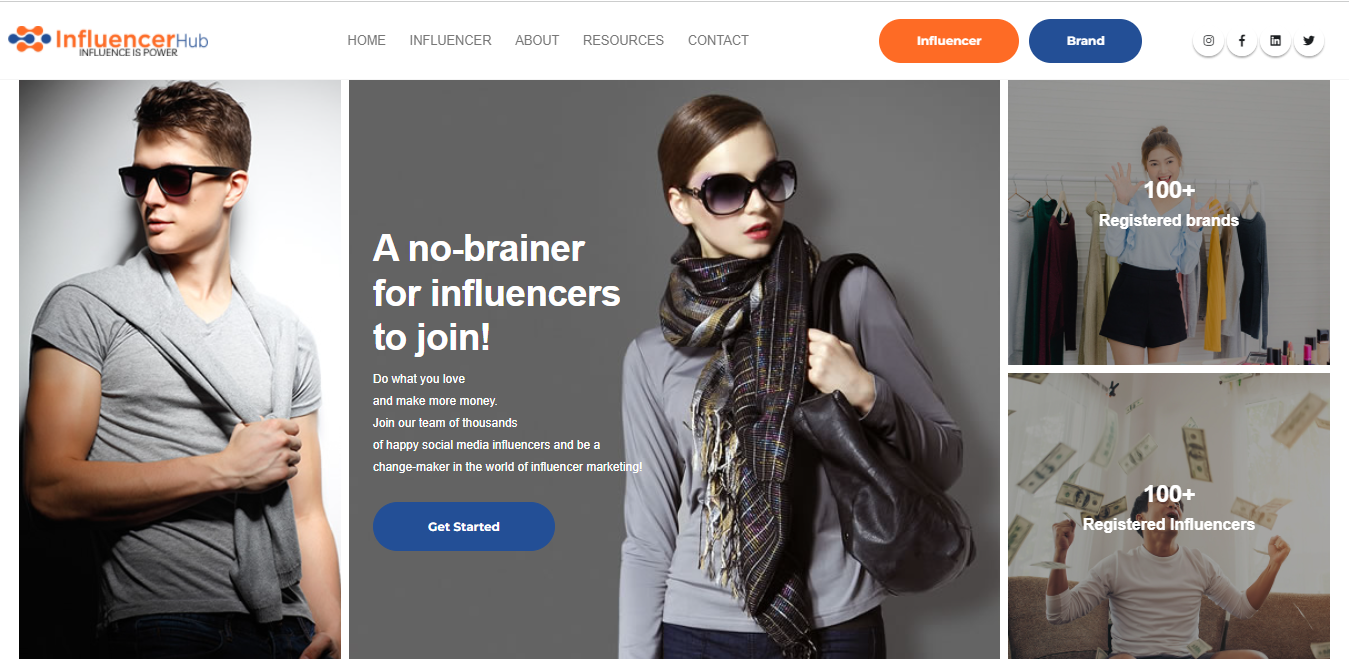 InfluencerHub
INFLUENCE IS POWER
HOME INFLUENCER ABOUT RESOURCES CONTACT
Influencer
Brand
A no-brainer
for influencers
to join!
Do what you love
and make more money.
Join our team of thousands
of happy social media influencers and be a
change-maker in the world of influencer marketing!
Get Started
100+
Registered brands
100+
Registered Influencers